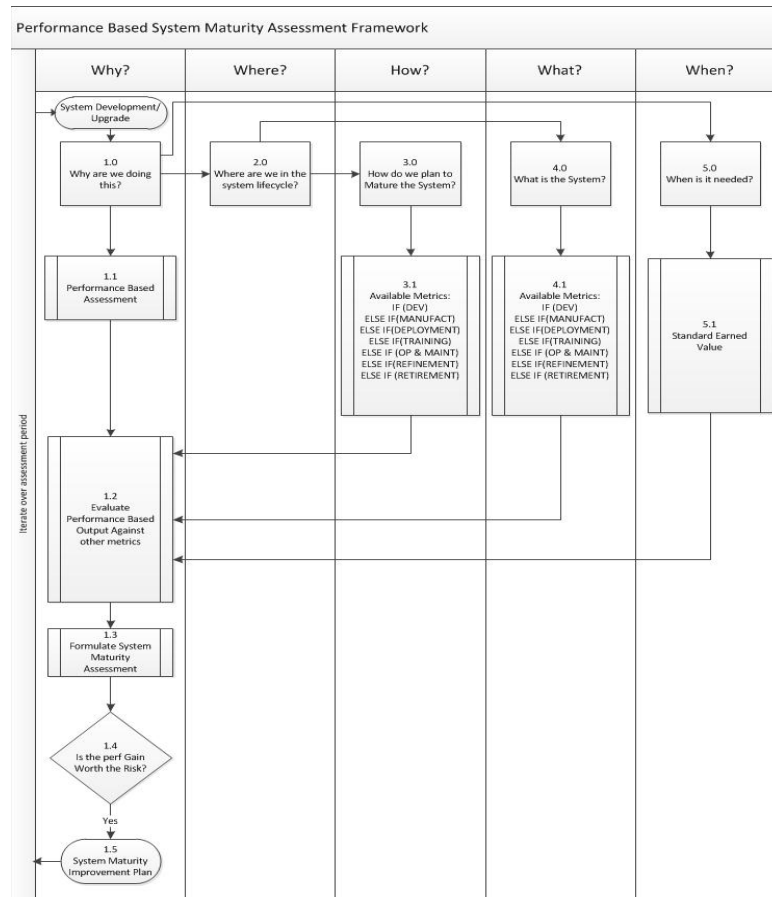 Performance Based System Maturity Assessment Framework
Why?
Where?
How?
What?
When?
Iterate over assessment period
System Development/
Upgrade
1.0
Why are we doing
this?
2.0
Where are we in the
system lifecycle?
3.0
How do we plan to
Mature the System?
4.0
What is the System?
5.0
When is it needed?
1.1
Performance Based
Assessment
3.1
Available Metrics:
IF (DEV)
ELSE IF(MANUFACT)
ELSE IF(DEPLOYMENT)
ELSE IF(TRAINING)
ELSE IF (OP & MAINT)
ELSE IF(REFINEMENT)
ELSE IF (RETIREMENT)
4.1
Available Metrics:
IF (DEV)
ELSE IF(MANUFACT)
ELSE IF(DEPLOYMENT)
ELSE IF(TRAINING)
ELSE IF (OP & MAINT)
ELSE IF(REFINEMENT)
ELSE IF (RETIREMENT)
5.1
Standard Earned
Value
1.2
Evaluate
Performance Based
Output Against
other metrics
1.3
Formulate System
Maturity
Assessment
1.4
Is the perf Gain
Worth the Risk?
Yes
1.5
System Maturity
Improvement Plan